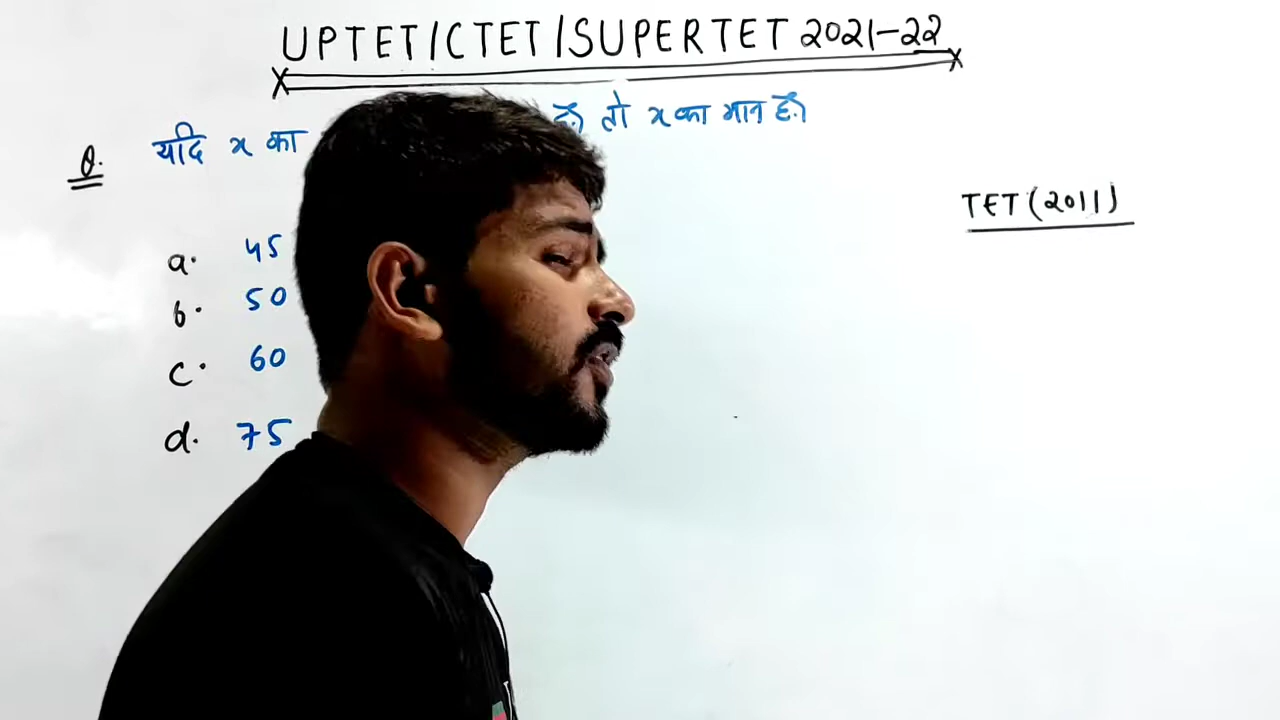 UPTET/CTET/SUPERTET 2021-22
Q. यदि x का है, तो x का मान है?
TET (2011)
a. 45
b. 50
c. 60
d. 75